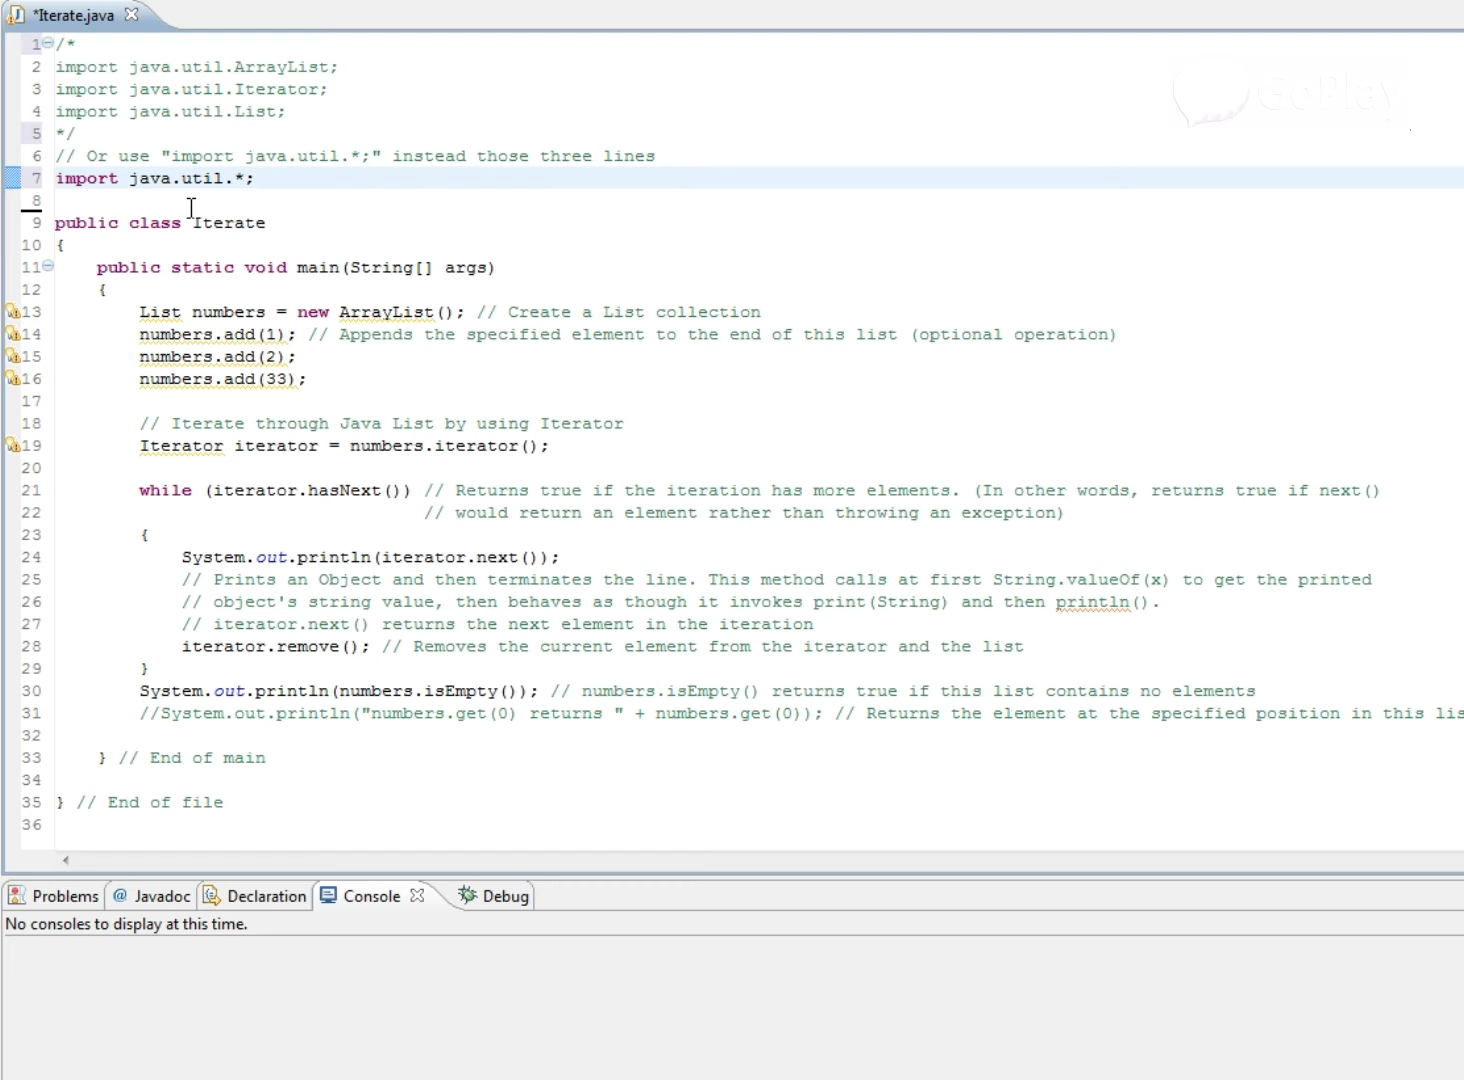 *Iterate.java
GoPlay
1 /*
2 import java.util.ArrayList;
3 import java.util.Iterator;
4 import java.util.List;
5 */
6 // Or use "import java.util.*;" instead those three lines
7 import java.util.*;
8
9 public class Iterate
10 {
11     public static void main(String[] args)
12     {
13         List numbers = new ArrayList(); // Create a List collection
14         numbers.add(1); // Appends the specified element to the end of this list (optional operation)
15         numbers.add(2);
16         numbers.add(33);
17
18         // Iterate through Java List by using Iterator
19         Iterator iterator = numbers.iterator();
20
21         while (iterator.hasNext()) // Returns true if the iteration has more elements. (In other words, returns true if next()
22                                    // would return an element rather than throwing an exception)
23         {
24             System.out.println(iterator.next());
25             // Prints an Object and then terminates the line. This method calls at first String.valueOf(x) to get the printed
26             // object's string value, then behaves as though it invokes print(String) and then println().
27             // iterator.next() returns the next element in the iteration
28             iterator.remove(); // Removes the current element from the iterator and the list
29         }
30         System.out.println(numbers.isEmpty()); // numbers.isEmpty() returns true if this list contains no elements
31         //System.out.println("numbers.get(0) returns " + numbers.get(0)); // Returns the element at the specified position in this lis
32
33     } // End of main
34
35 } // End of file
36
Problems @ Javadoc Declaration Console Debug
No consoles to display at this time.